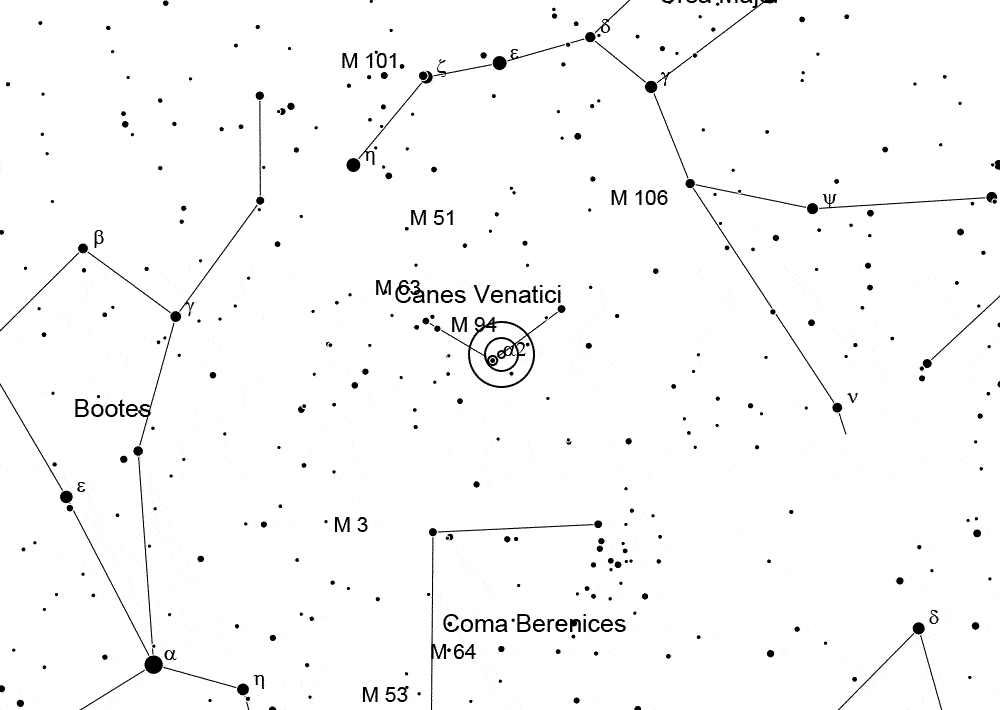 Ursa Major
δ
M 101
ζ
ε
γ
η
M 106
ψ
M 51
β
M 63
Canes Venatici
γ
M 94
α2
ν
Bootes
ε
M 3
Coma Berenices
δ
M 64
α
η
M 53